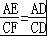 AE/CF = AD/CD